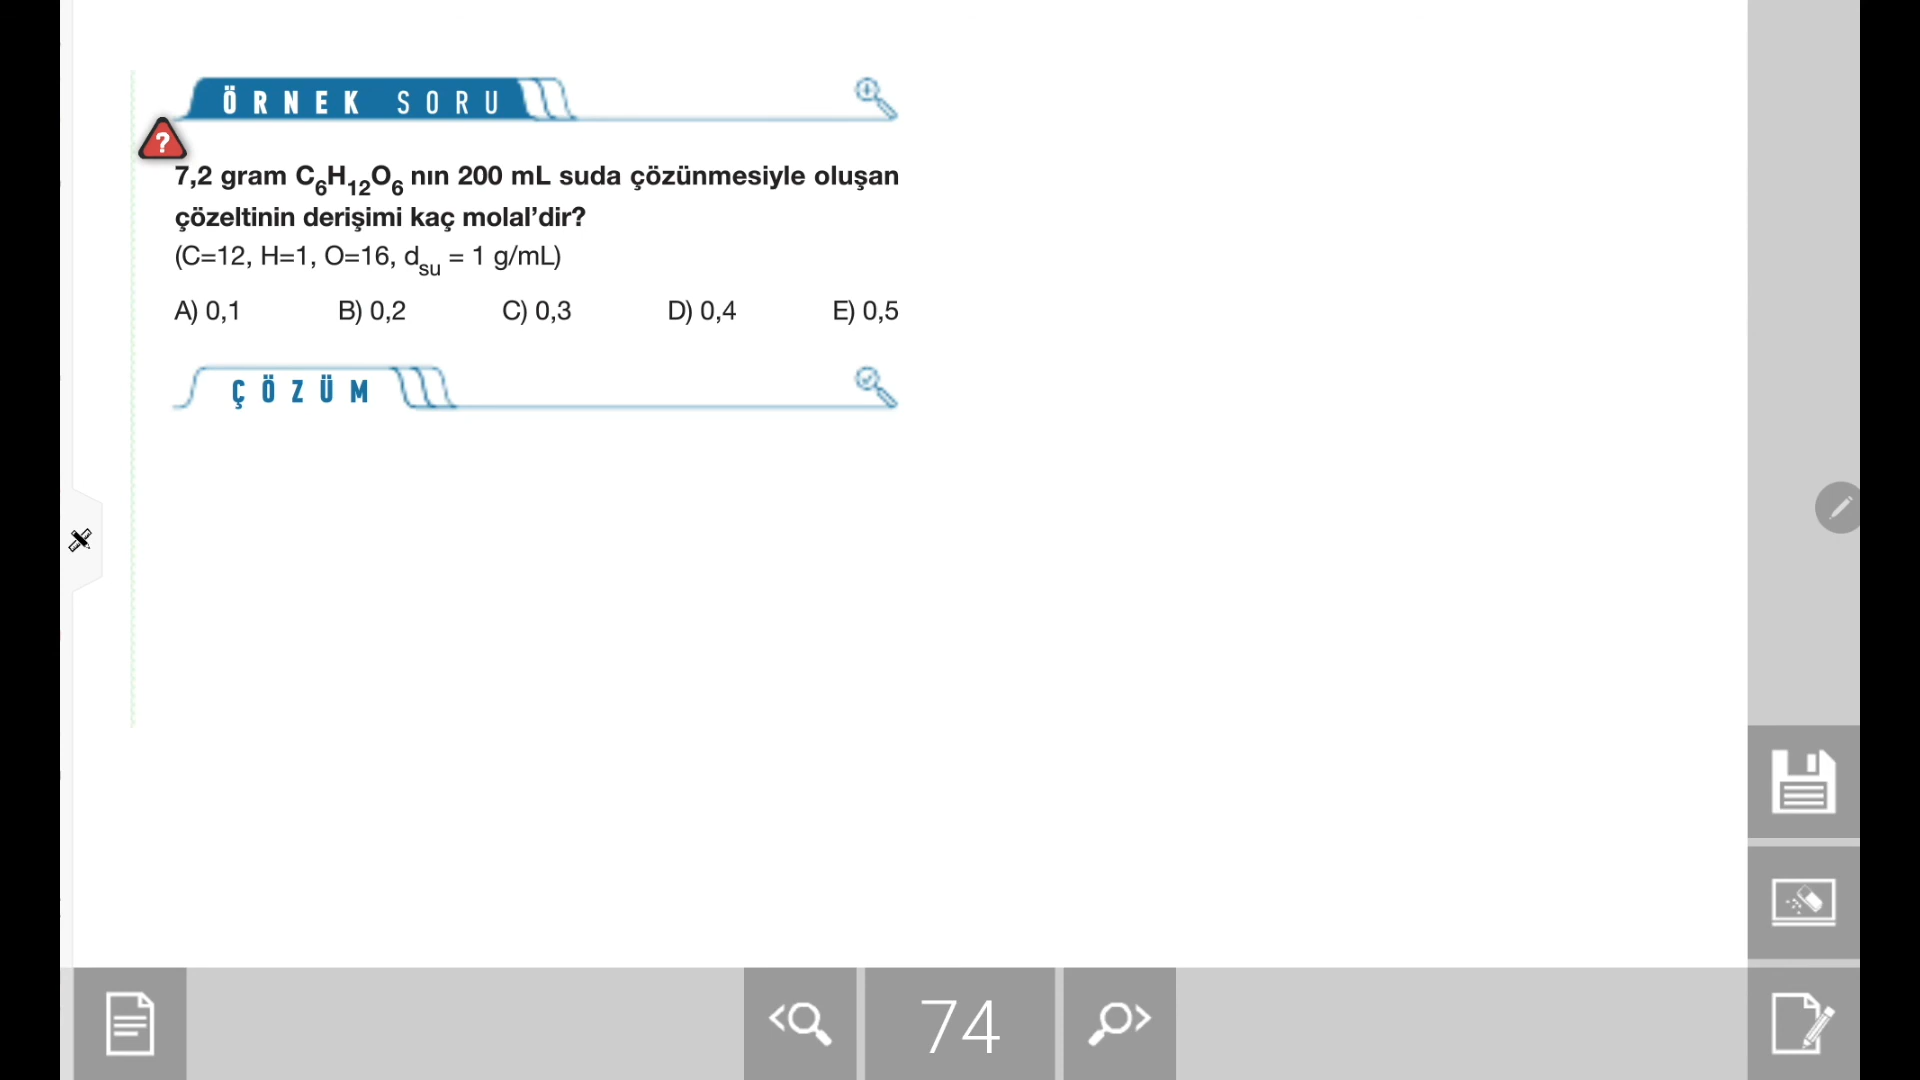 ÖRNEK SORU
?
7,2 gram C₆H₁₂O₆ nın 200 mL suda çözünmesiyle oluşan
çözeltinin derişimi kaç molal’dir?
(C=12, H=1, O=16, d_su = 1 g/mL)
A) 0,1 B) 0,2 C) 0,3 D) 0,4 E) 0,5
ÇÖZÜM
74